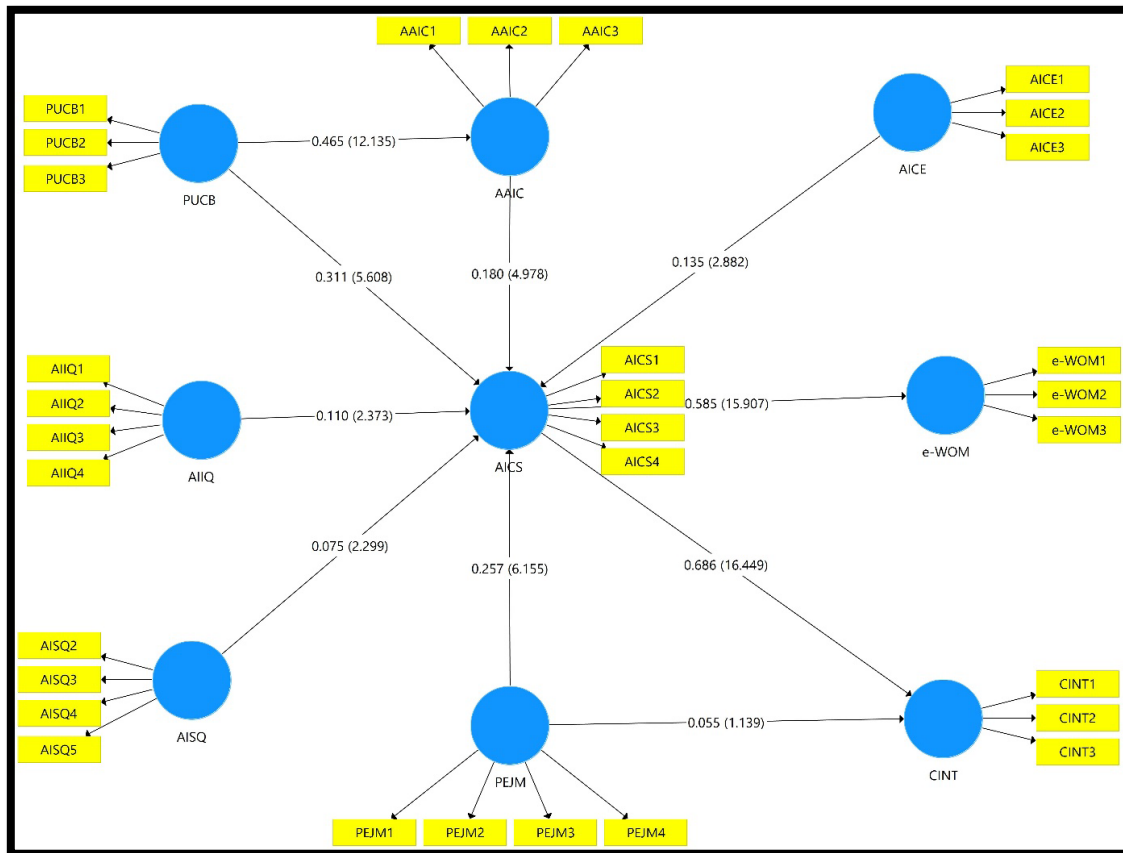 AAIC1
AAIC2
AAIC3
AAIC
PUCB1
PUCB2
PUCB3
PUCB
0.465 (12.135)
AICE1
AICE2
AICE3
AICE
0.311 (5.608)
0.180 (4.978)
0.135 (2.882)
AIIQ1
AIIQ2
AIIQ3
AIIQ4
AIIQ
0.110 (2.373)
AICS1
AICS2
AICS3
AICS4
AICS
0.585 (15.907)
e-WOM1
e-WOM2
e-WOM3
e-WOM
0.075 (2.299)
0.257 (6.155)
0.686 (16.449)
AISQ2
AISQ3
AISQ4
AISQ5
AISQ
PEJM
0.055 (1.139)
CINT1
CINT2
CINT3
CINT
PEJM1
PEJM2
PEJM3
PEJM4